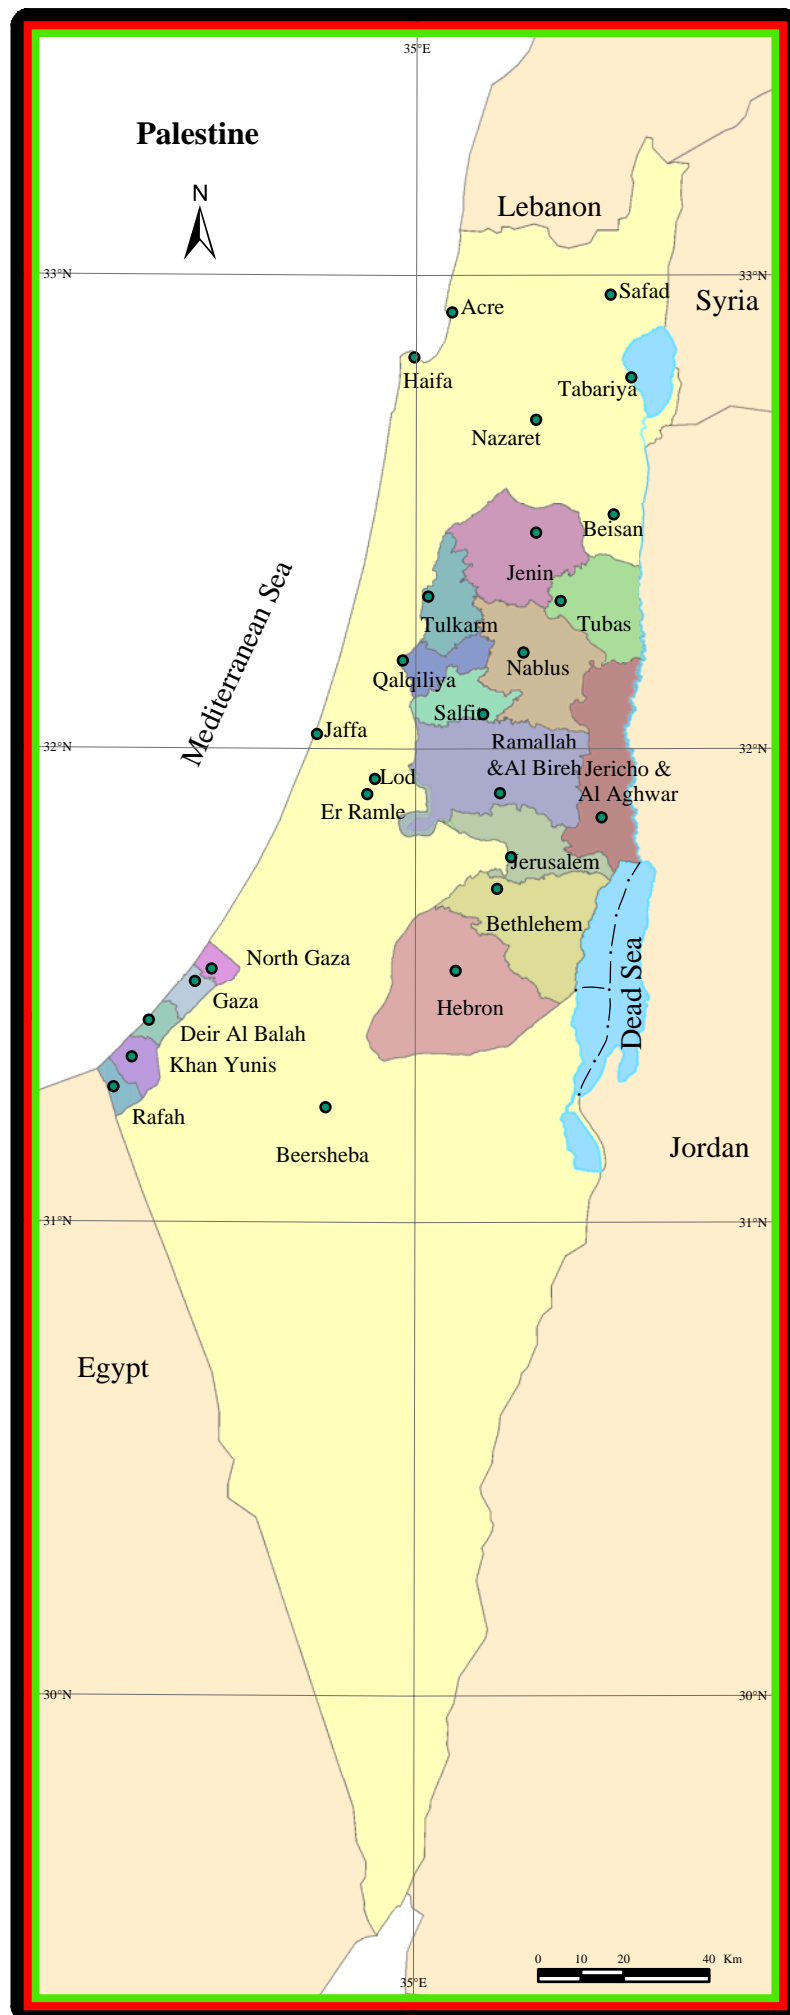 35°E
Palestine
N
Lebanon
33°N
33°N
Safad
Syria
Acre
Haifa
Tabariya
Nazaret
Beisan
Jenin
Tulkarm
Tubas
Mediterranean Sea
Nablus
Qalqiliya
Salfit
Jaffa
32°N
32°N
Ramallah
&Al Bireh
Jericho &
Al Aghwar
Lod
Er Ramle
Jerusalem
Bethlehem
North Gaza
Gaza
Hebron
Dead Sea
Deir Al Balah
Khan Yunis
Rafah
Beersheba
Jordan
31°N
31°N
Egypt
30°N
30°N
0 10 20 40 Km
35°E